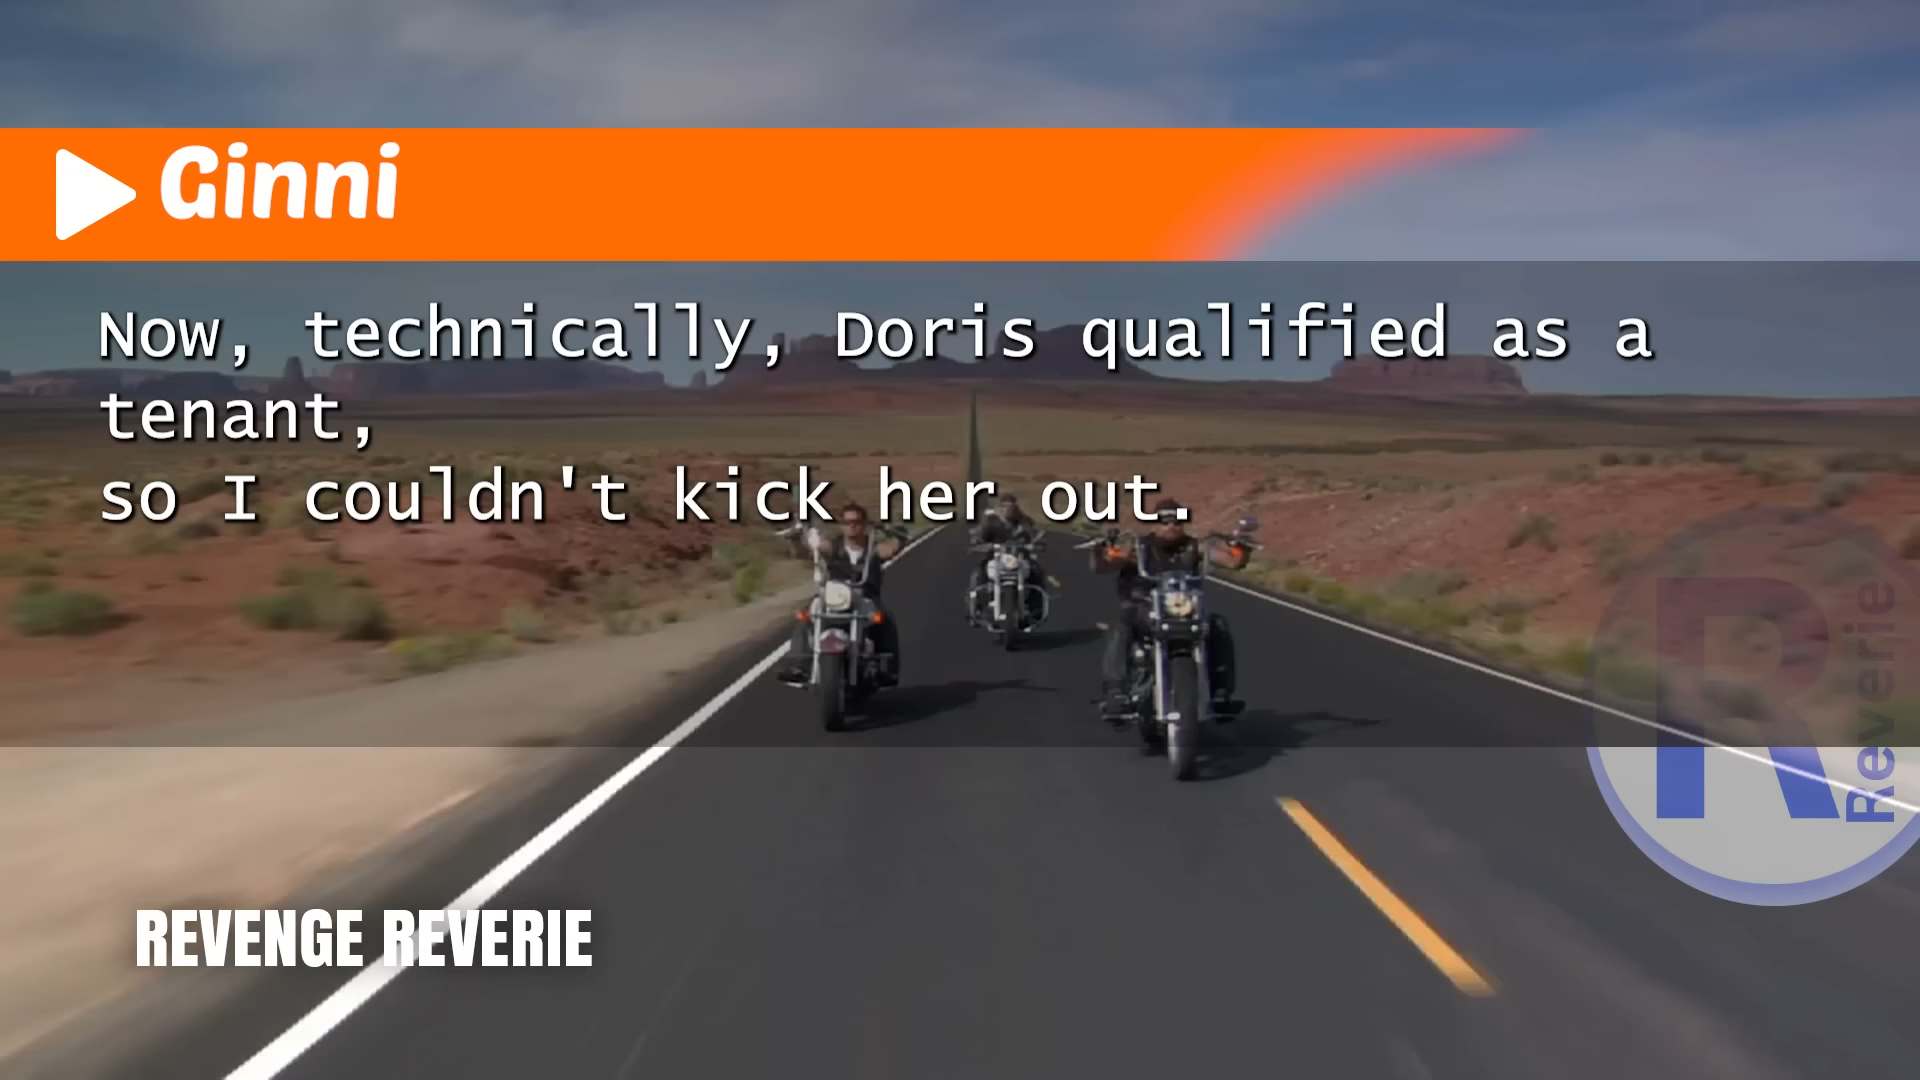 Ginni
Now, technically, Doris qualified as a
tenant,
so I couldn't kick her out.
R
Reverie
REVENGE REVERIE